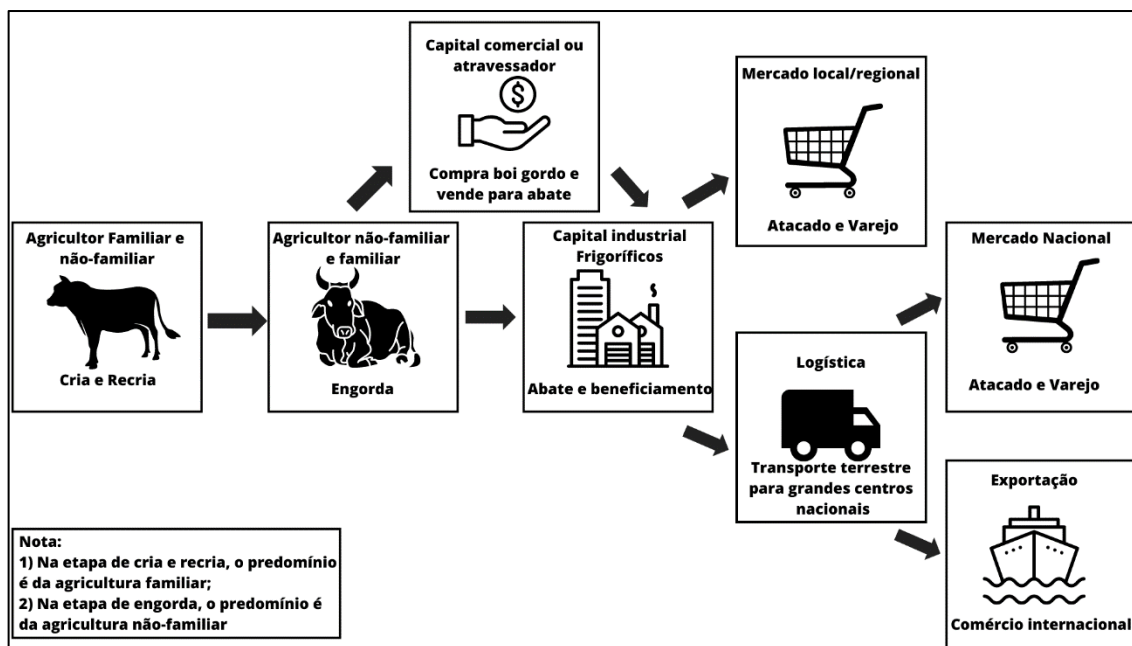 Capital comercial ou
atravessador
$
Compra boi gordo e
vende para abate
Mercado local/regional
Atacado e Varejo
Agricultor Familiar e
não-familiar
Cria e Recria
Agricultor não-familiar
e familiar
Engorda
Capital industrial
Frigoríficos
Abate e beneficiamento
Mercado Nacional
Atacado e Varejo
Logística
Transporte terrestre
para grandes centros
nacionais
Exportação
Comércio internacional
Nota:
1) Na etapa de cria e recria, o predomínio
é da agricultura familiar;
2) Na etapa de engorda, o predomínio é
da agricultura não-familiar